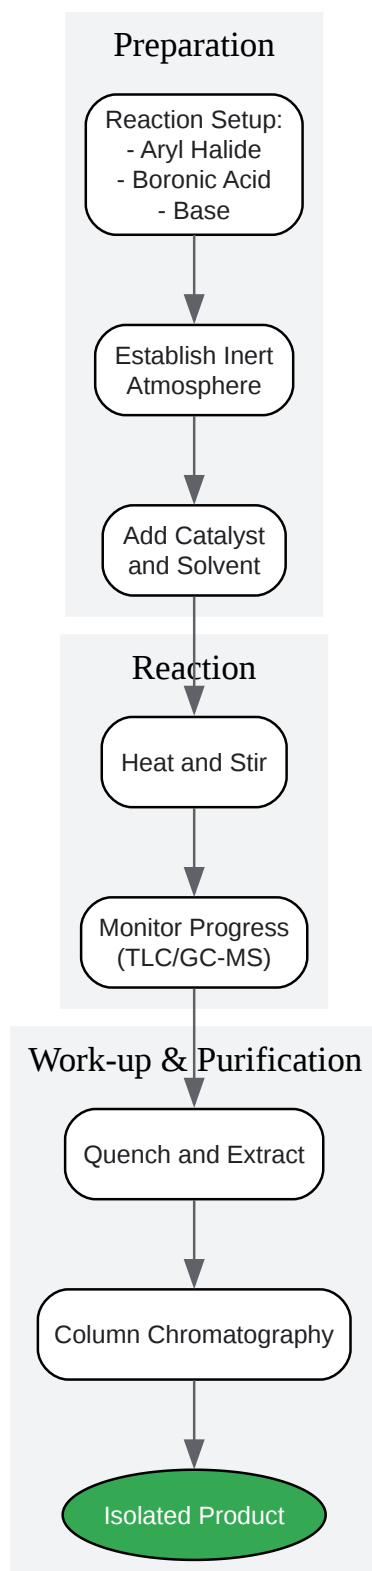 Preparation
Reaction Setup:
- Aryl Halide
- Boronic Acid
- Base
Establish Inert
Atmosphere
Add Catalyst
and Solvent
Reaction
Heat and Stir
Monitor Progress
(TLC/GC-MS)
Work-up & Purification
Quench and Extract
Column Chromatography
Isolated Product